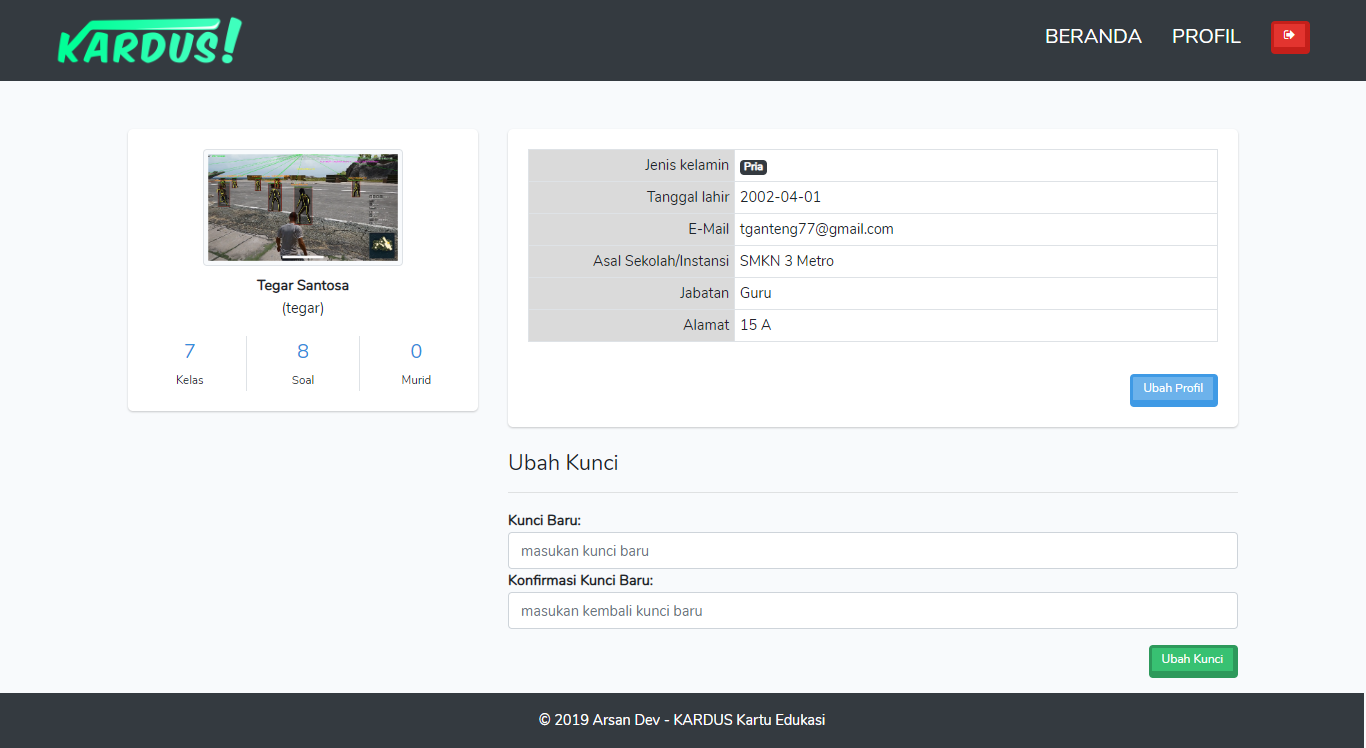 KARDUS!
BERANDA PROFIL
Tegar Santosa
(tegar)
7 8 0
Kelas Soal Murid
Jenis kelamin Pria
Tanggal lahir 2002-04-01
E-Mail tganteng77@gmail.com
Asal Sekolah/Instansi SMKN 3 Metro
Jabatan Guru
Alamat 15 A
Ubah Profil
Ubah Kunci
Kunci Baru:
masukan kunci baru
Konfirmasi Kunci Baru:
masukan kembali kunci baru
Ubah Kunci
© 2019 Arsan Dev - KARDUS Kartu Edukasi